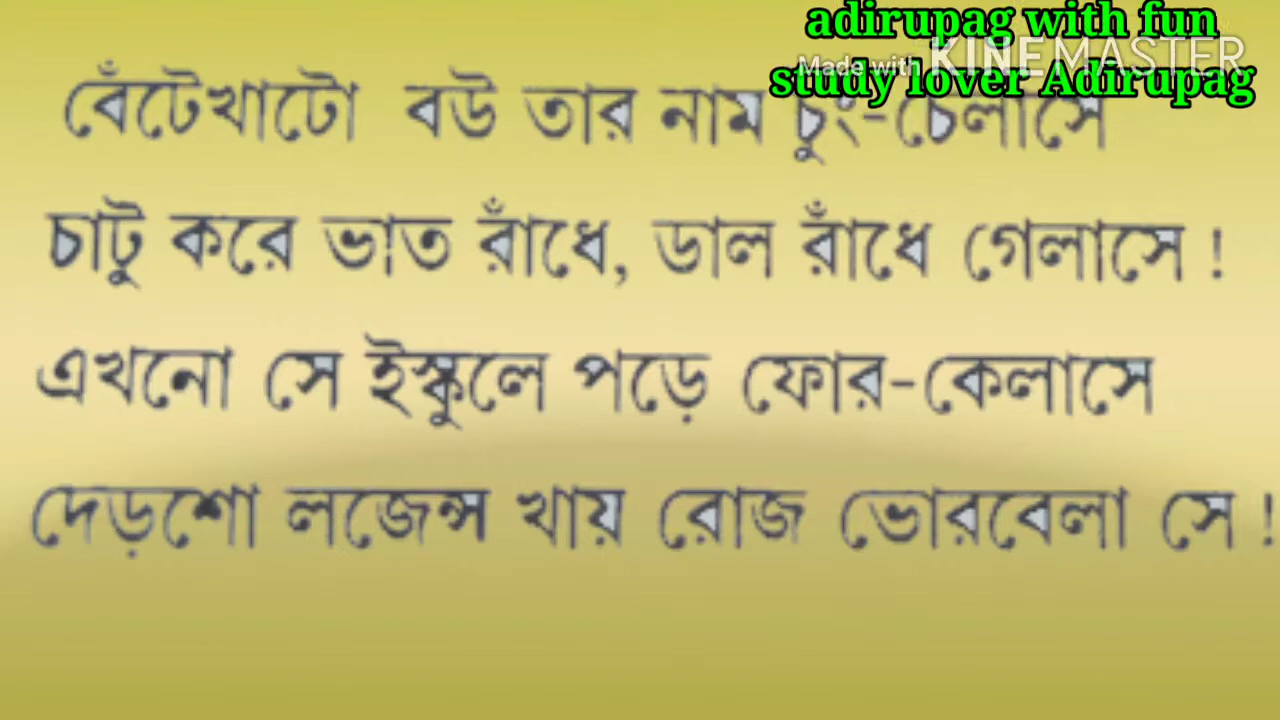 adirupag with fun
Made with KINEMASTER
study lover Adirupag
বেঁটেখাটো বউ তার নাম চুং-চেলাসে
চাটু করে ভাত রাঁধে, ডাল রাঁধে গেলাসে !
এখনো সে ইস্কুলে পড়ে ফোর-কেলাসে
দেড়শো লজেন্স খায় রোজ ভোরবেলা সে !